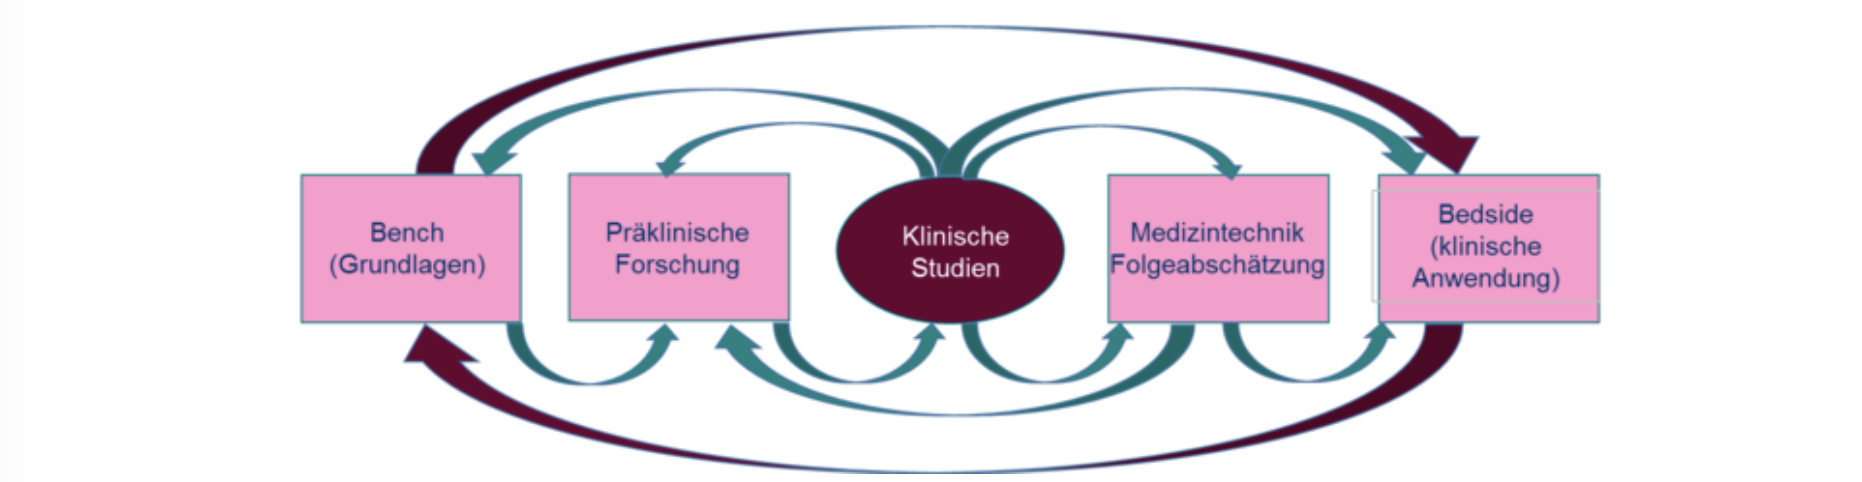 Bench
(Grundlagen)
Präklinische
Forschung
Klinische
Studien
Medizintechnik
Folgeabschätzung
Bedside
(klinische
Anwendung)